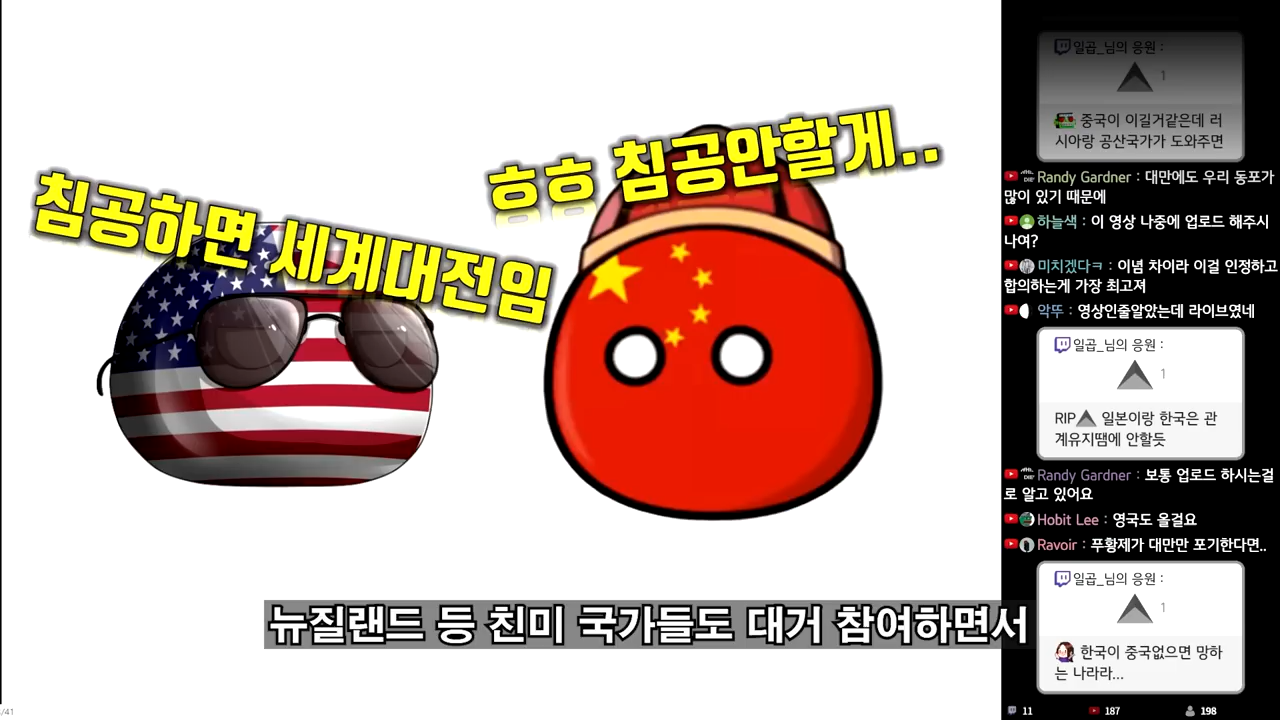 침공하면 세계대전임
흐흐 침공안할게..
뉴질랜드 등 친미 국가들도 대거 참여하면서
/41
일곱_님의 응원 :
1
중국이 이길거같은데 러
시아랑 공산국가가 도와주면
Randy Gardner : 대만에도 우리 동포가
많이 있기 때문에
하늘색 : 이 영상 나중에 업로드 해주시
나여?
미치겠다ㅋ : 이념 차이라 이걸 인정하고
합의하는게 가장 최고져
악뚜 : 영상인줄알았는데 라이브였네
일곱_님의 응원 :
1
RIP 일본이랑 한국은 관
계유지땜에 안할듯
Randy Gardner : 보통 업로드 하시는걸
로 알고 있어요
Hobit Lee : 영국도 올걸요
Ravoir : 푸황제가 대만만 포기한다면..
일곱_님의 응원 :
1
한국이 중국없으면 망하
는 나라라...
11 187 198